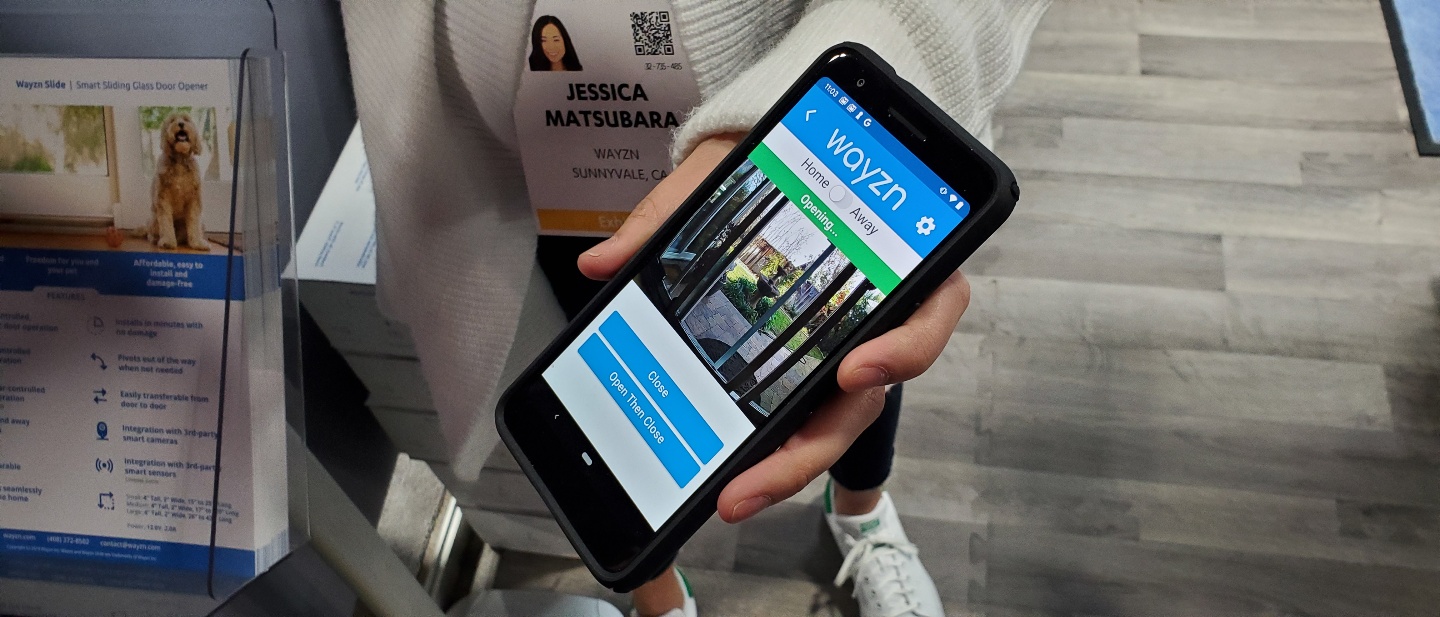 Wayzn Slide | Smart Sliding Glass Door Opener
Freedom for you and
your pet
Affordable, easy to
install and
damage-free
FEATURES
Installs in minutes with
no damage
door operation
Pivots out of the way
when not needed
Easily transferable from
door to door
Integration with 3rd-party
smart cameras
Integration with 3rd-party
smart sensors
seamlessly
home
wayzn.com (408) 372-8502 contact@wayzn.com
JESSICA
MATSUBARA
WAYZN
SUNNYVALE, CA
11:03
G
wayzn
Home
Away
Opening...
Close
Open Then Close